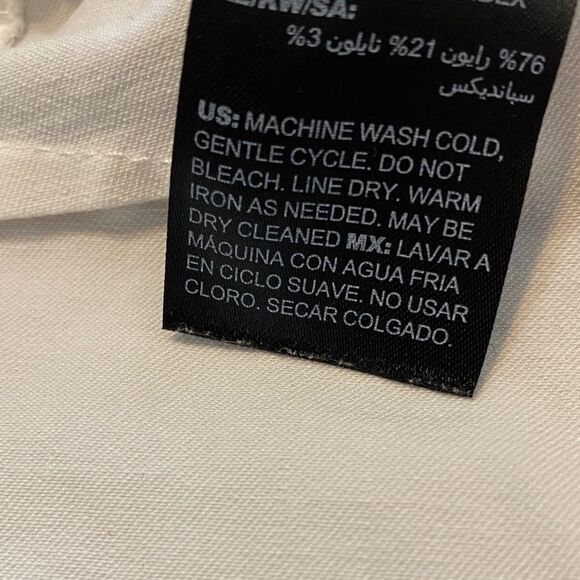 KW/SA:
76% رايون 21% نايلون 3%
سبانديكس
US: MACHINE WASH COLD,
GENTLE CYCLE. DO NOT
BLEACH. LINE DRY. WARM
IRON AS NEEDED. MAY BE
DRY CLEANED MX: LAVAR A
MÁQUINA CON AGUA FRIA
EN CICLO SUAVE. NO USAR
CLORO. SECAR COLGADO.